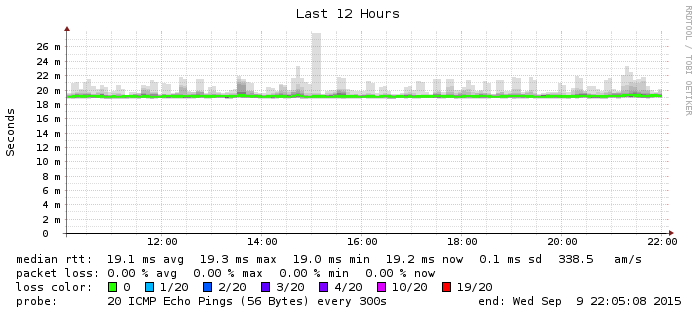 Last 12 Hours
RRDTOOL / TOBI OETIKER
Seconds
26 m
24 m
22 m
20 m
18 m
16 m
14 m
12 m
10 m
8 m
6 m
4 m
2 m
0
12:00 14:00 16:00 18:00 20:00 22:00
median rtt: 19.1 ms avg 19.3 ms max 19.0 ms min 19.2 ms now 0.1 ms sd 338.5 am/s
packet loss: 0.00 % avg 0.00 % max 0.00 % min 0.00 % now
loss color: 0 1/20 2/20 3/20 4/20 10/20 19/20
probe: 20 ICMP Echo Pings (56 Bytes) every 300s end: Wed Sep 9 22:05:08 2015